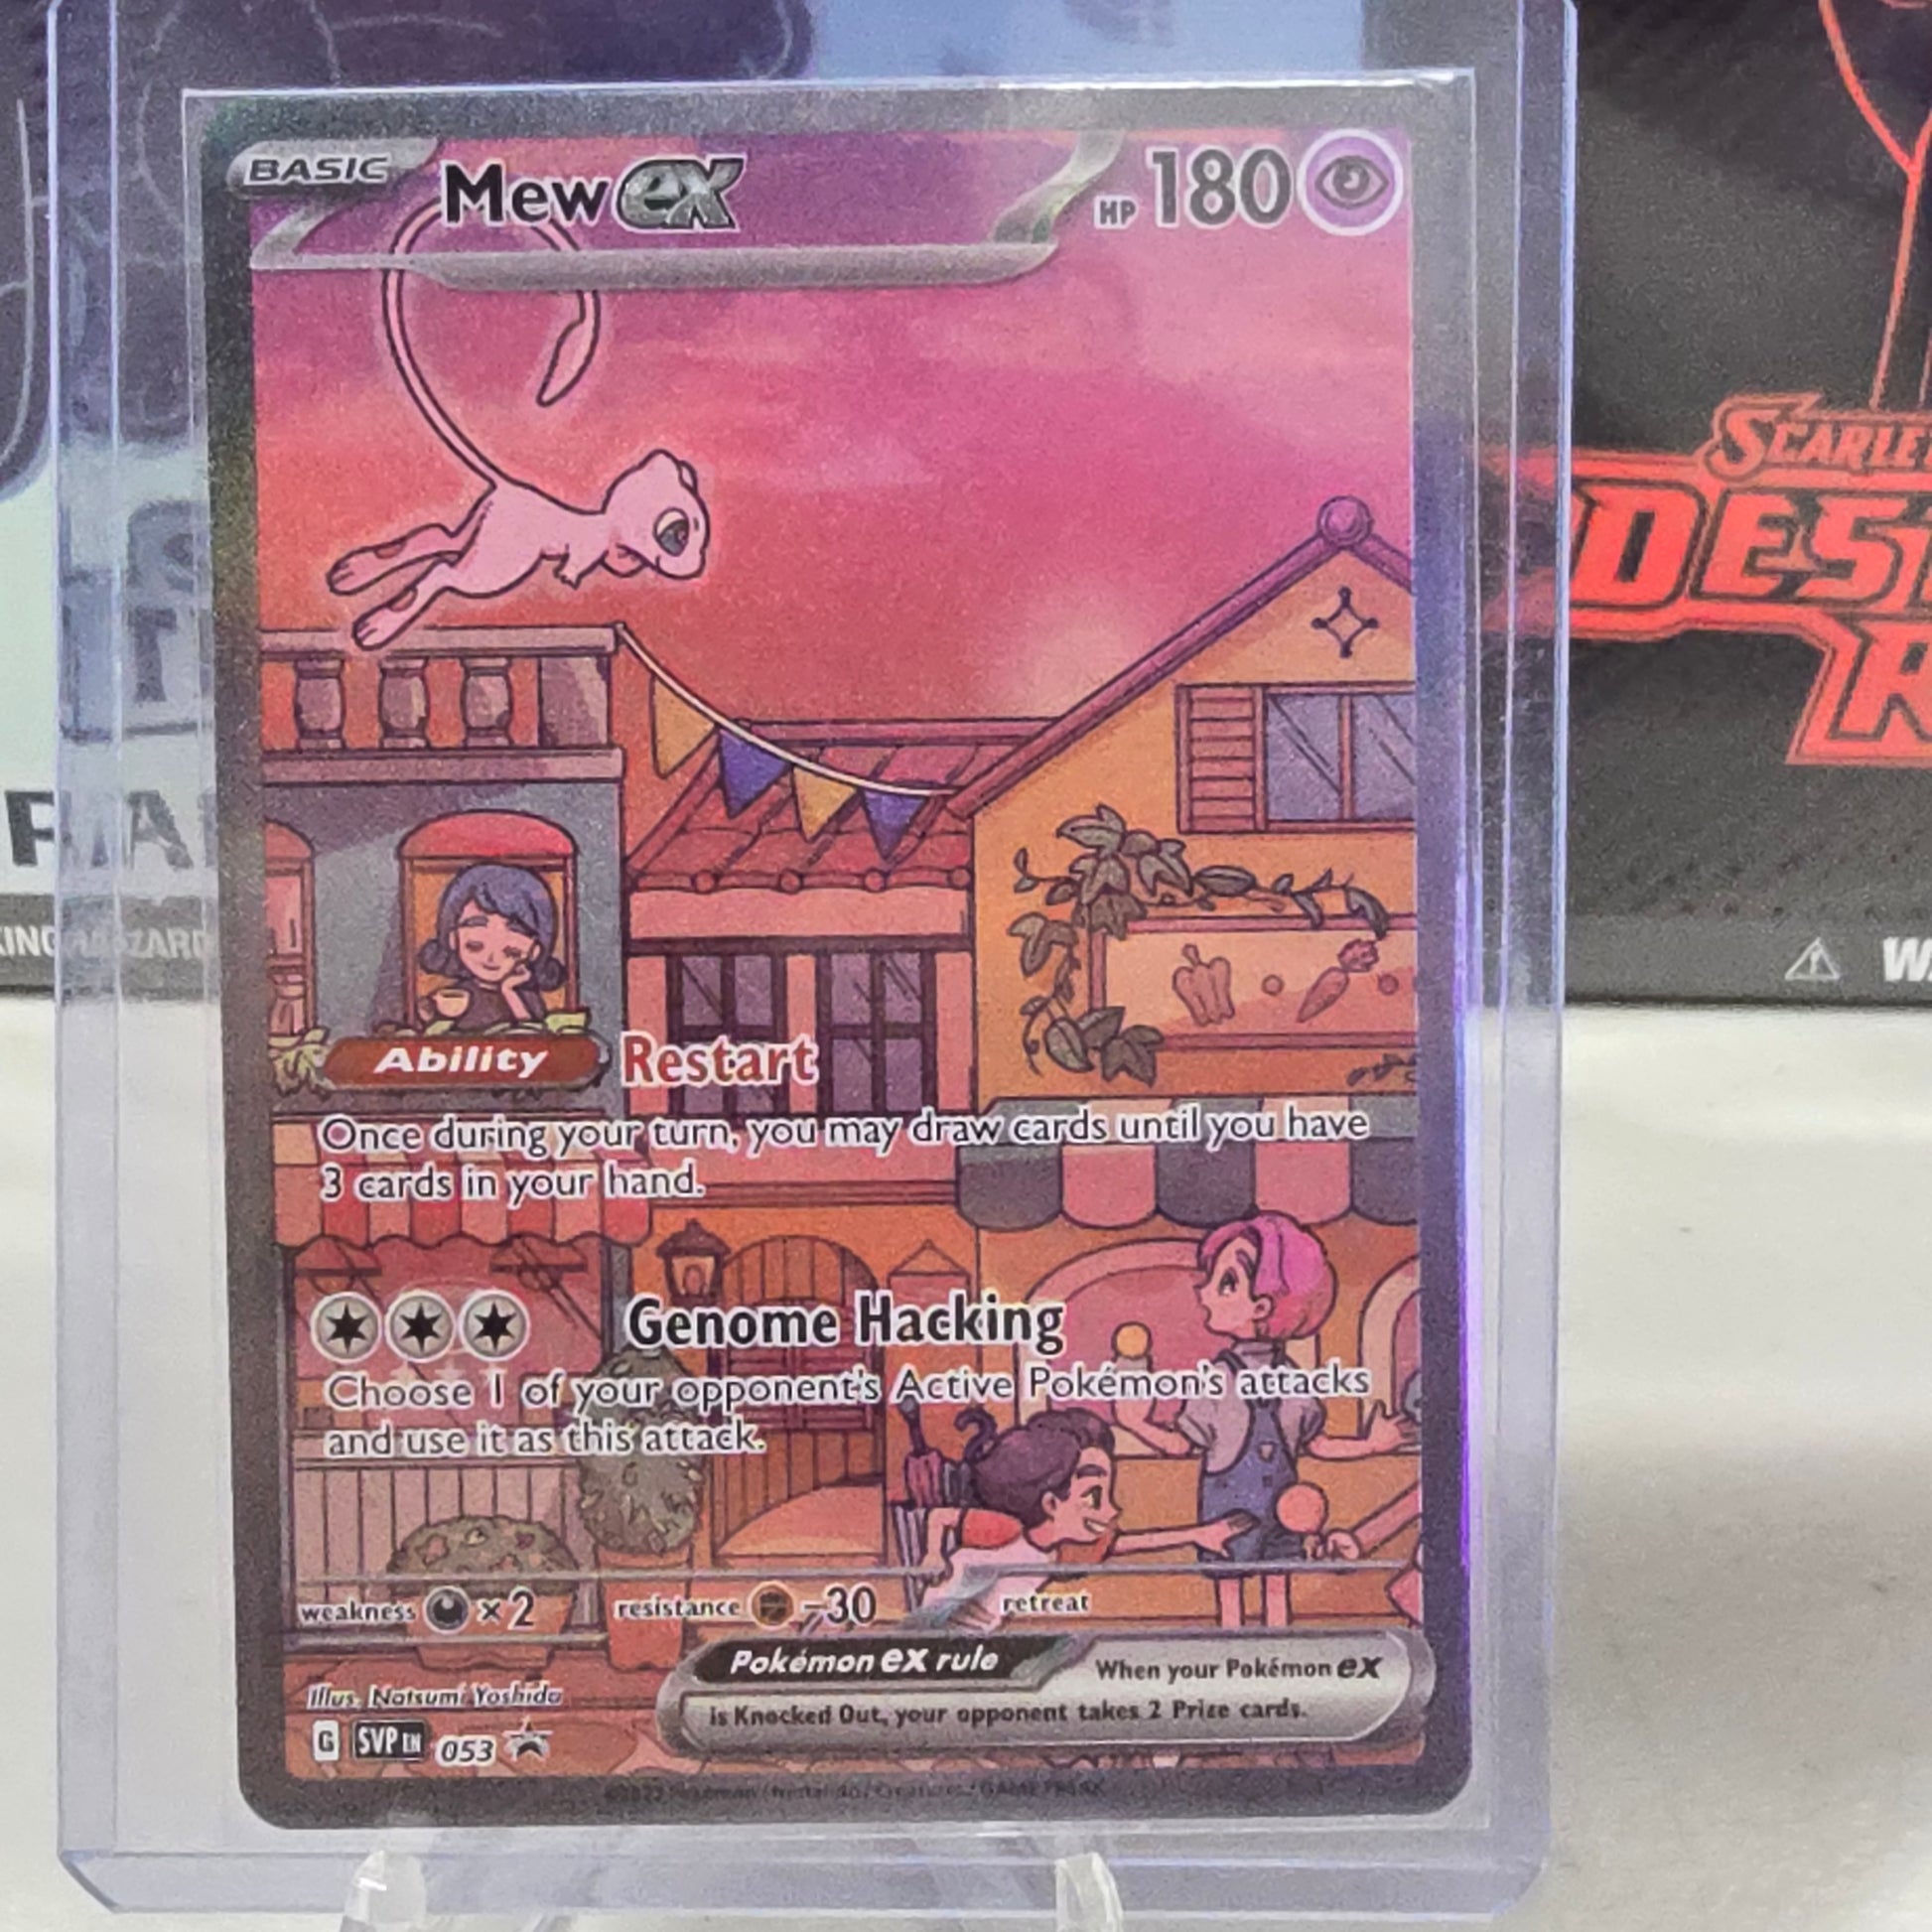 BASIC
Mew ex
HP 180
Ability Restart
Once during your turn, you may draw cards until you have
3 cards in your hand.
Genome Hacking
Choose 1 of your opponent's Active Pokémon's attacks
and use it as this attack.
weakness ×2 resistance -30 retreat
Pokémon ex rule When your Pokémon ex
is Knocked Out, your opponent takes 2 Prize cards.
Illus. Natsumi Yoshida
G SVP EN 053
SCARLE
DES
R